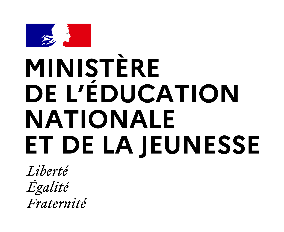 MINISTÈRE
DE L'ÉDUCATION
NATIONALE
ET DE LA JEUNESSE
Liberté
Égalité
Fraternité